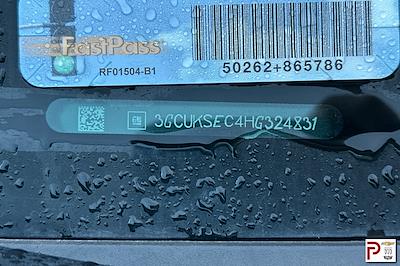 FastPass
RF01504-B1
50262+865786
GM 3GCUKSEC4HG324831